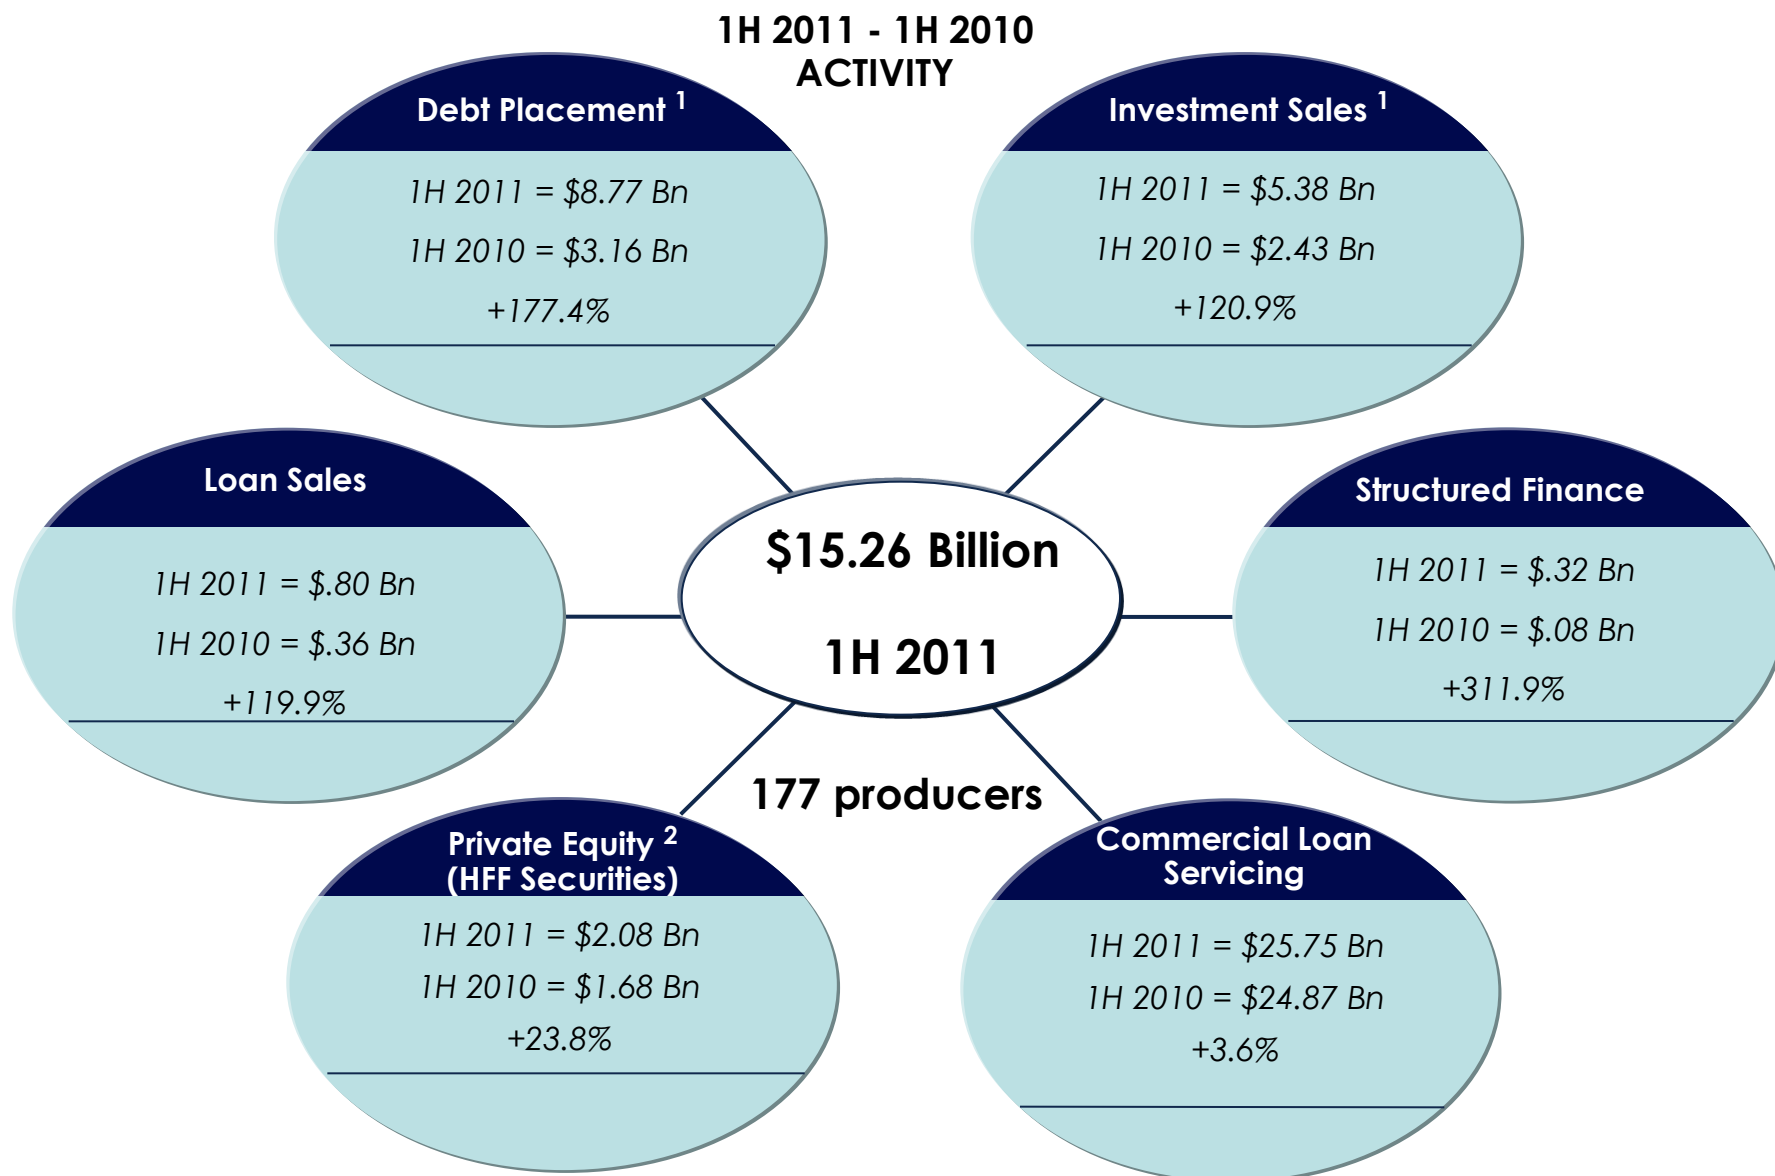 1H 2011 - 1H 2010
ACTIVITY
Debt Placement 1
1H 2011 = $8.77 Bn
1H 2010 = $3.16 Bn
+177.4%
Investment Sales 1
1H 2011 = $5.38 Bn
1H 2010 = $2.43 Bn
+120.9%
Loan Sales
1H 2011 = $.80 Bn
1H 2010 = $.36 Bn
+119.9%
$15.26 Billion
1H 2011
Structured Finance
1H 2011 = $.32 Bn
1H 2010 = $.08 Bn
+311.9%
177 producers
Private Equity 2
(HFF Securities)
1H 2011 = $2.08 Bn
1H 2010 = $1.68 Bn
+23.8%
Commercial Loan
Servicing
1H 2011 = $25.75 Bn
1H 2010 = $24.87 Bn
+3.6%